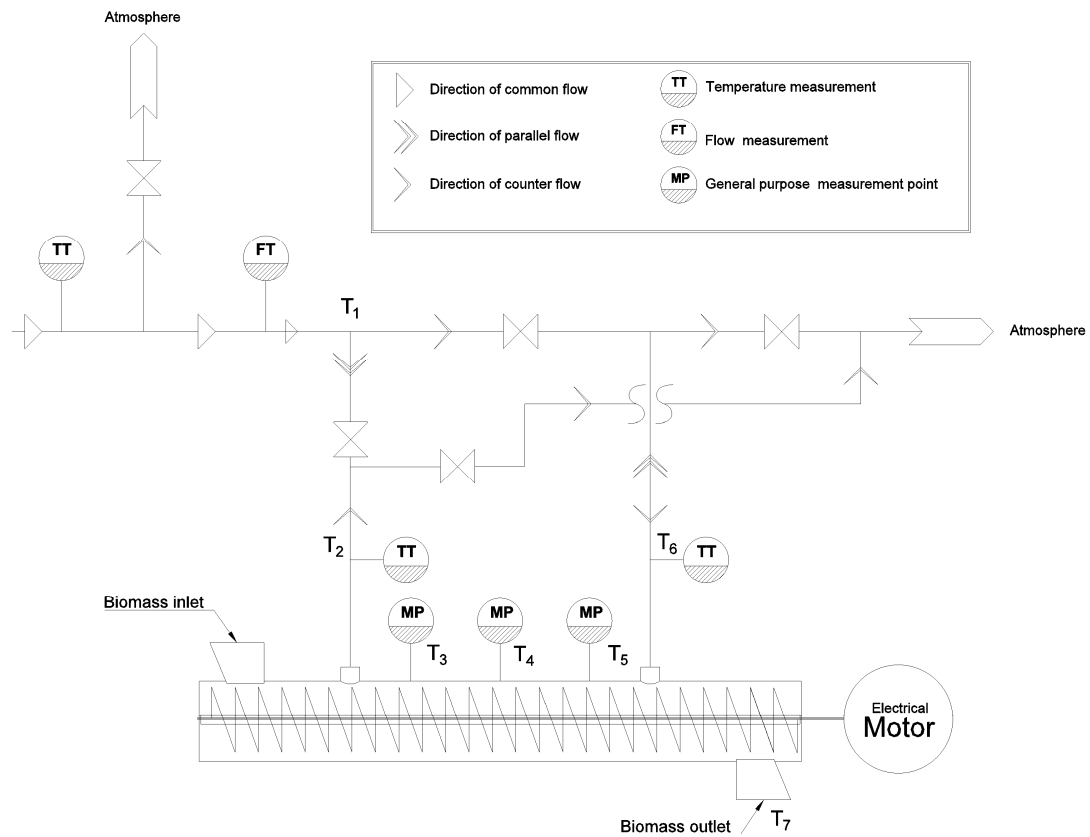 Atmosphere
TT
Direction of common flow
Temperature measurement
Direction of parallel flow
FT
Flow measurement
Direction of counter flow
MP
General purpose measurement point
TT
FT
T1
Atmosphere
T2
TT
T6
TT
Biomass inlet
MP
MP
MP
T3
T4
T5
Electrical
Motor
Biomass outlet
T7